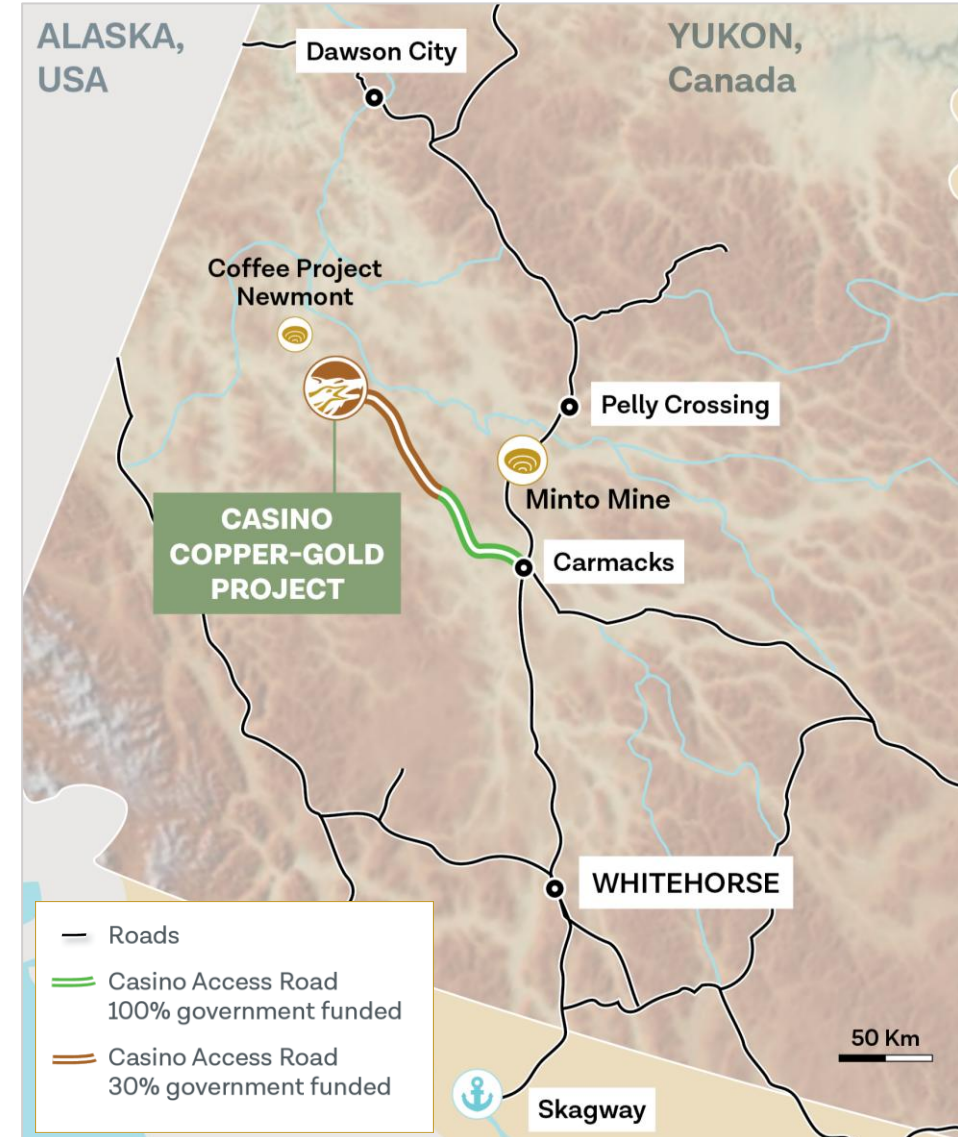 ALASKA,
USA
YUKON,
Canada
Dawson City
Coffee Project
Newmont
Pelly Crossing
Minto Mine
CASINO
COPPER-GOLD
PROJECT
Carmacks
WHITEHORSE
Roads
Casino Access Road
100% government funded
Casino Access Road
30% government funded
50 Km
Skagway